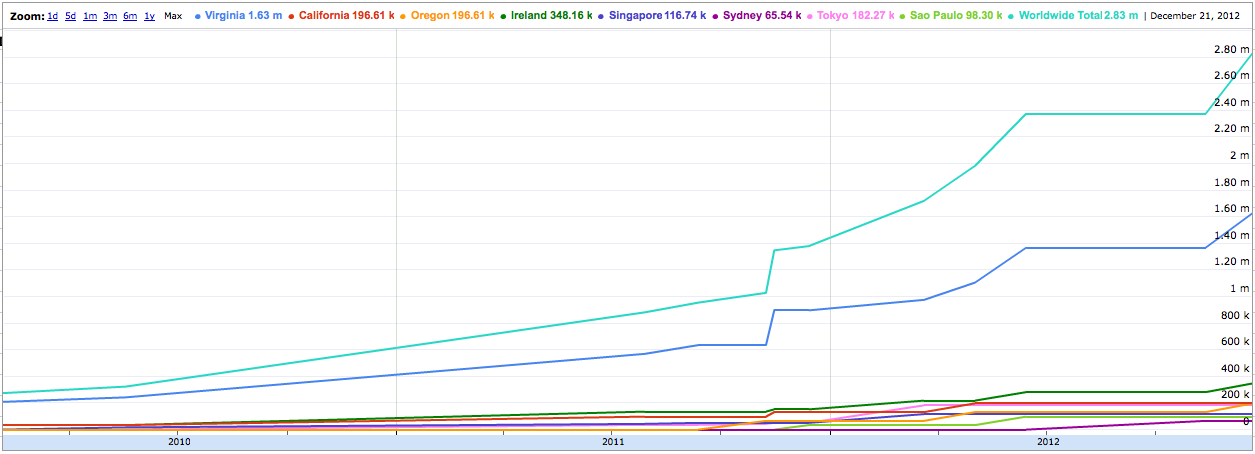 Zoom: 1d 5d 1m 3m 6m 1y Max Virginia 1.63 m California 196.61 k Oregon 196.61 k Ireland 348.16 k Singapore 116.74 k Sydney 65.54 k Tokyo 182.27 k Sao Paulo 98.30 k Worldwide Total 2.83 m | December 21, 2012
2.80 m
2.60 m
2.40 m
2.20 m
2 m
1.80 m
1.60 m
1.40 m
1.20 m
1 m
800 k
600 k
400 k
200 k
0
2010 2011 2012